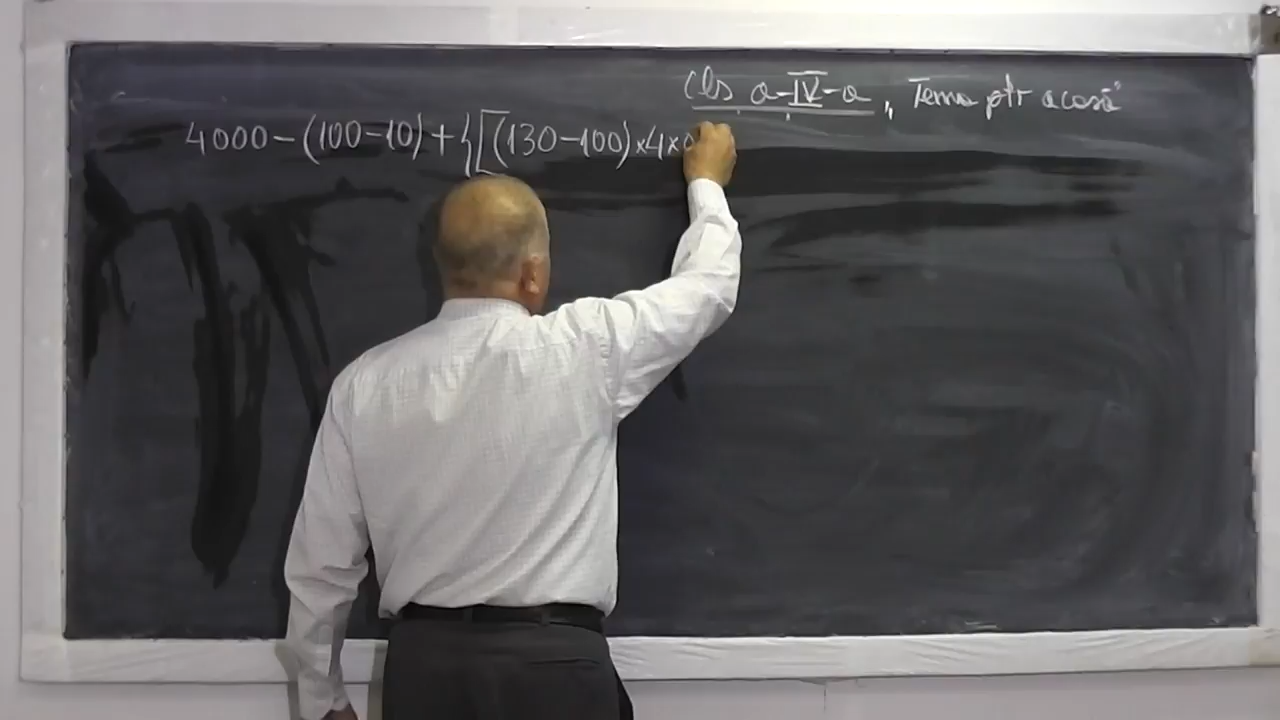 Cls a-IV-a „Tema ptr acasă"
4000-(100-10)+{[(130-100)×4×